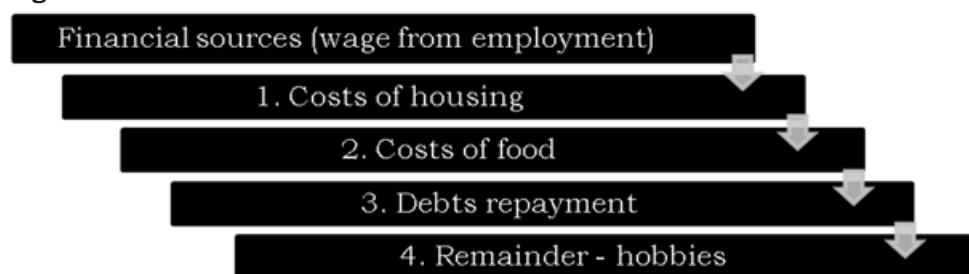 Financial sources (wage from employment)
1. Costs of housing
2. Costs of food
3. Debts repayment
4. Remainder - hobbies